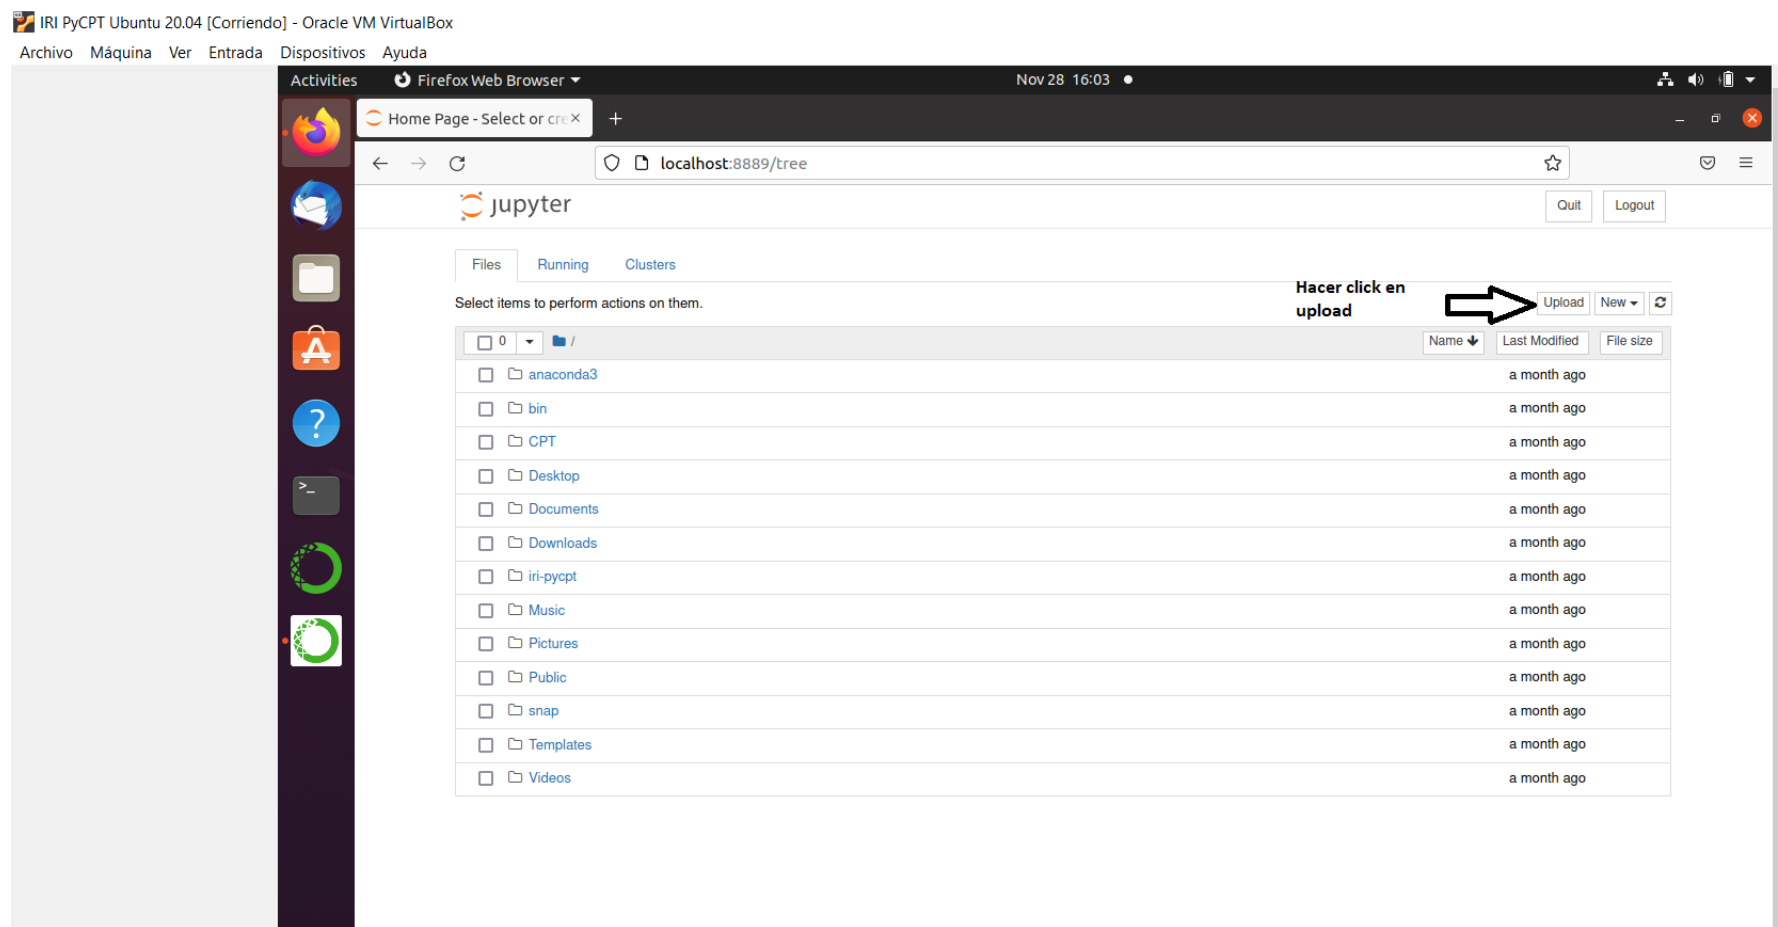 IRI PyCPT Ubuntu 20.04 [Corriendo] - Oracle VM VirtualBox
Archivo Máquina Ver Entrada Dispositivos Ayuda
Activities Firefox Web Browser Nov 28 16:03
Home Page - Select or cre
localhost:8889/tree
jupyter Quit Logout
Files Running Clusters
Hacer click en
upload
Select items to perform actions on them. Upload New
0 / Name Last Modified File size
anaconda3 a month ago
bin a month ago
CPT a month ago
Desktop a month ago
Documents a month ago
Downloads a month ago
iri-pycpt a month ago
Music a month ago
Pictures a month ago
Public a month ago
snap a month ago
Templates a month ago
Videos a month ago